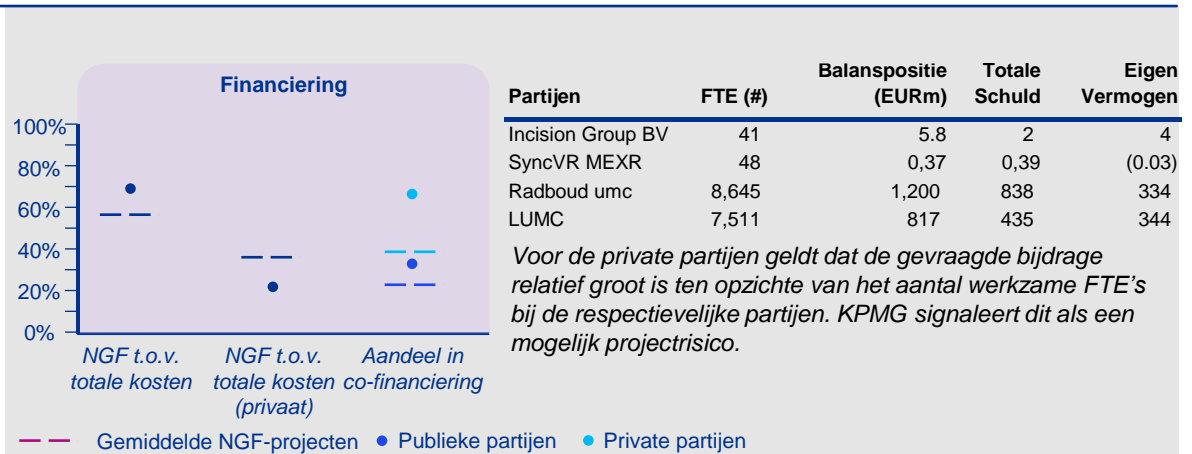 Financiering
100%
80%
60%
40%
20%
0%
NGF t.o.v. totale kosten
NGF t.o.v. totale kosten (privaat)
Aandeel in co-financiering
Gemiddelde NGF-projecten Publieke partijen Private partijen
Partijen FTE (#) Balanspositie (EURm) Totale Schuld Eigen Vermogen
Incision Group BV 41 5.8 2 4
SyncVR MEXR 48 0,37 0,39 (0.03)
Radboud umc 8,645 1,200 838 334
LUMC 7,511 817 435 344
Voor de private partijen geldt dat de gevraagde bijdrage
relatief groot is ten opzichte van het aantal werkzame FTE's
bij de respectievelijke partijen. KPMG signaleert dit als een
mogelijk projectrisico.